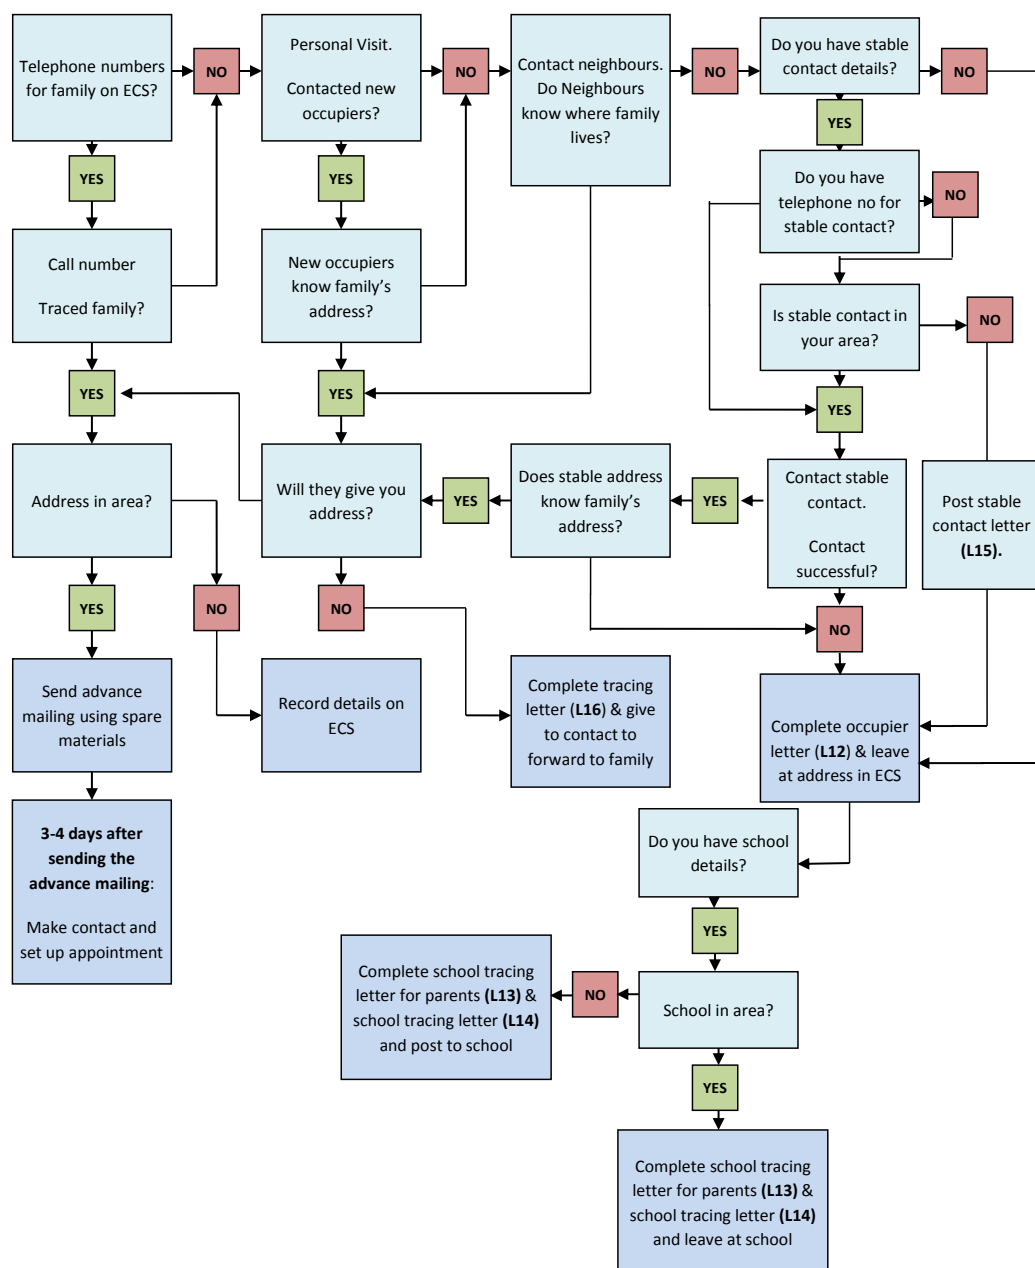 Telephone numbers
for family on ECS?
NO
Personal Visit.
Contacted new
occupiers?
NO
Contact neighbours.
Do Neighbours
know where family
lives?
NO
Do you have stable
contact details?
NO
YES
YES
YES
Do you have
telephone no for
stable contact?
NO
Call number
Traced family?
New occupiers
know family’s
address?
Is stable contact in
your area?
NO
YES
YES
YES
Address in area?
Will they give you
address?
YES
Does stable address
know family’s
address?
YES
Contact stable
contact.
Contact
successful?
Post stable
contact letter
(L15).
YES
NO
NO
NO
Send advance
mailing using spare
materials
Record details on
ECS
Complete tracing
letter (L16) & give
to contact to
forward to family
Complete occupier
letter (L12) & leave
at address in ECS
3-4 days after
sending the
advance mailing:
Make contact and
set up appointment
Do you have school
details?
YES
Complete school tracing
letter for parents (L13) &
school tracing letter (L14)
and post to school
NO
School in area?
YES
Complete school tracing
letter for parents (L13) &
school tracing letter (L14)
and leave at school